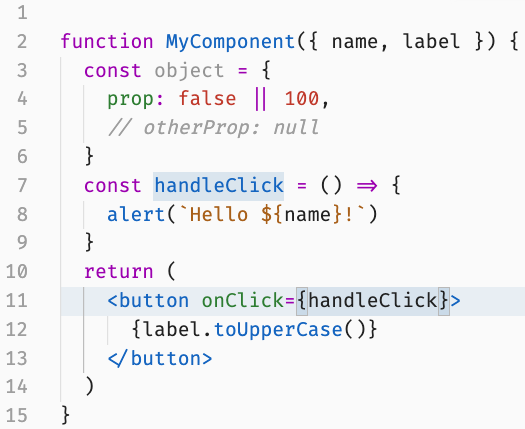 1
2 function MyComponent({ name, label }) {
3   const object = {
4     prop: false || 100,
5     // otherProp: null
6   }
7   const handleClick = () => {
8     alert(`Hello ${name}!`)
9   }
10   return (
11     <button onClick={handleClick}>
12       {label.toUpperCase()}
13     </button>
14   )
15 }